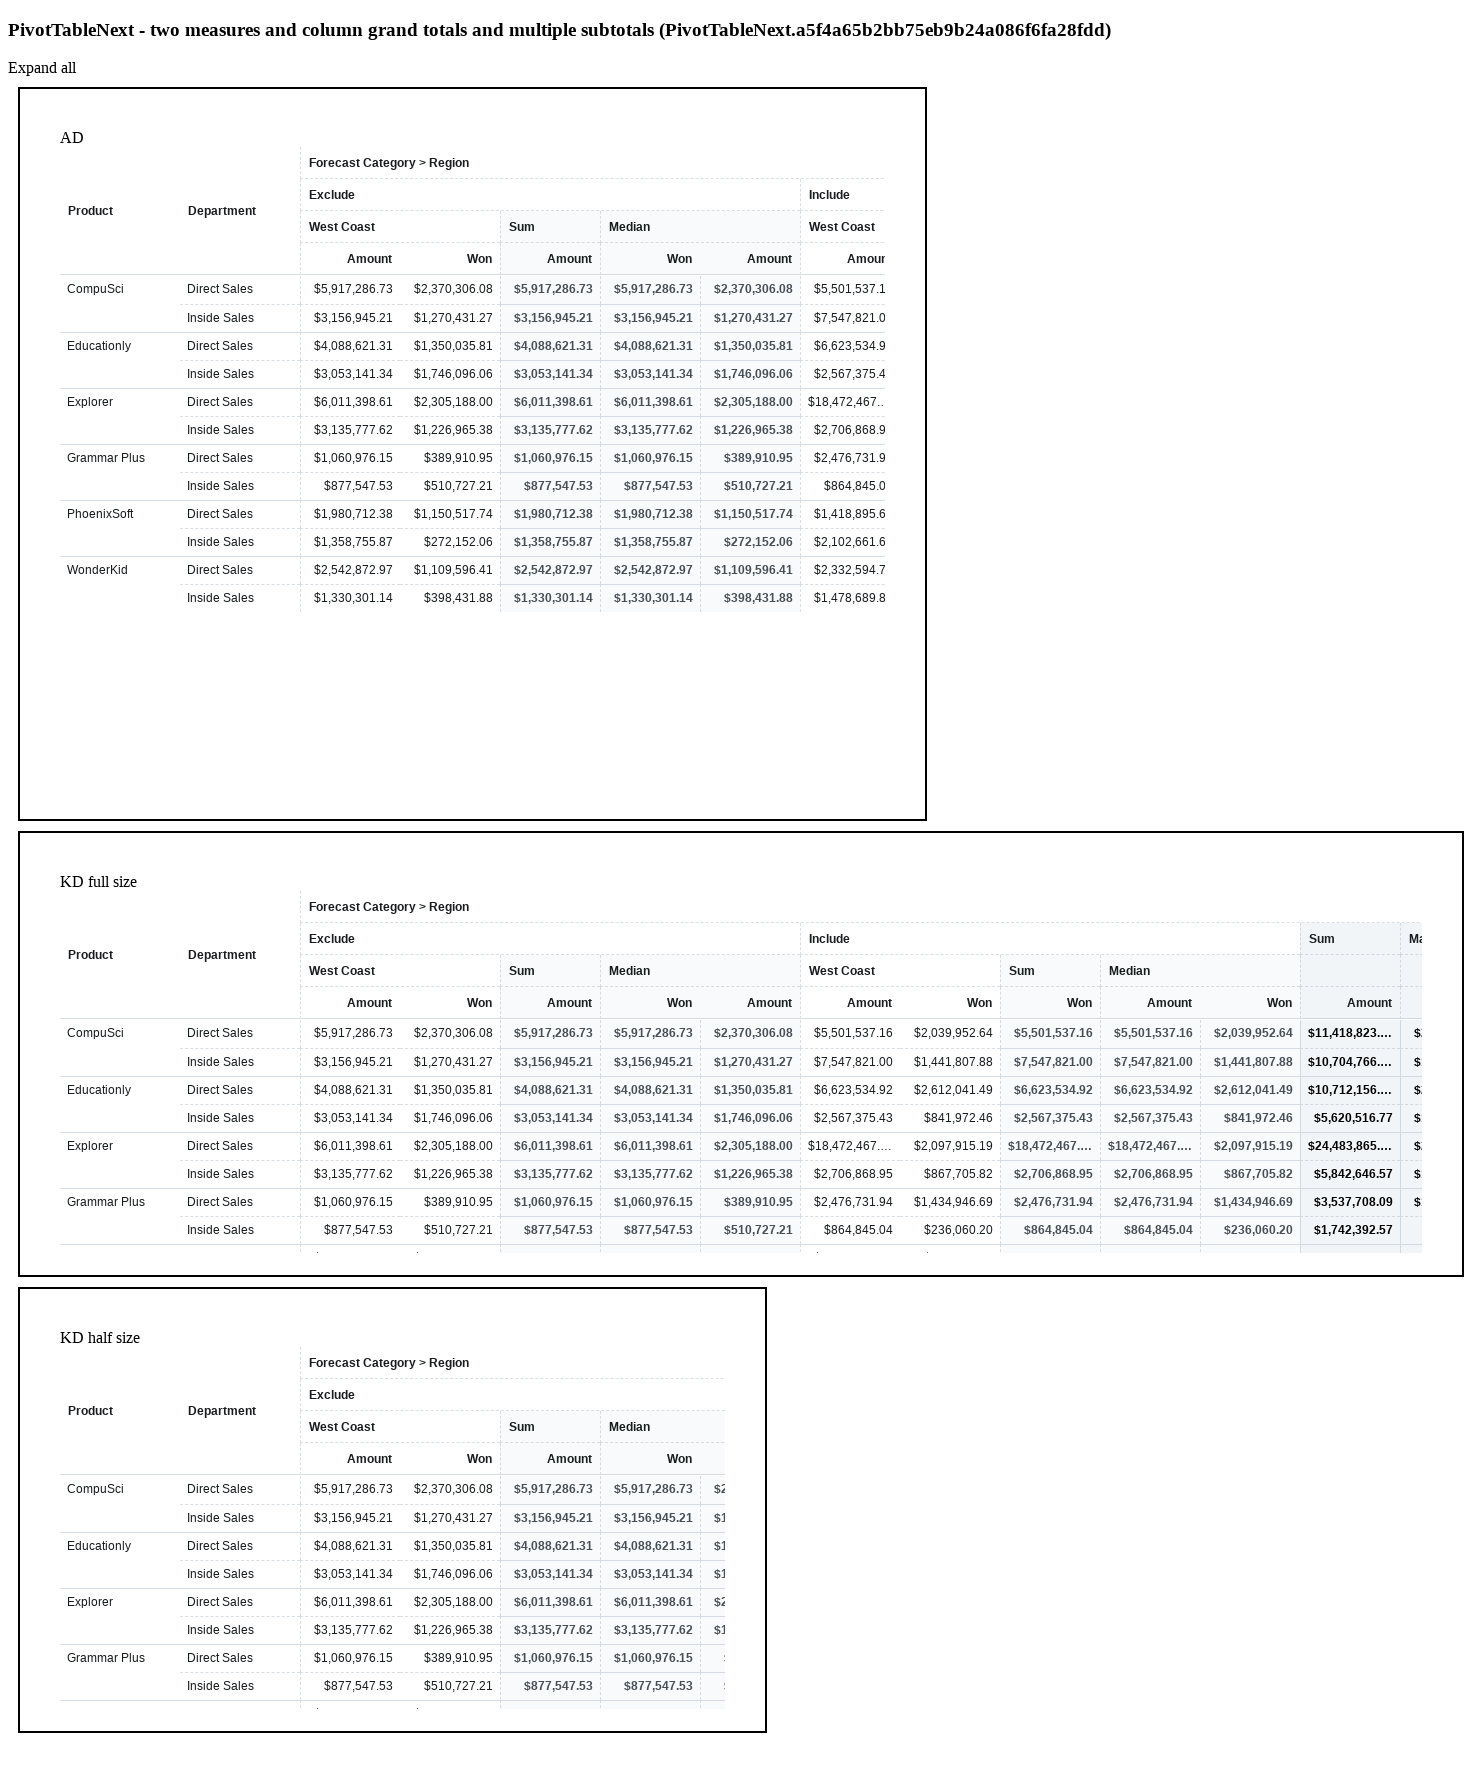 PivotTableNext - two measures and column grand totals and multiple subtotals (PivotTableNext.a5f4a65b2bb75eb9b24a086f6fa28fdd)
Expand all
AD
Forecast Category > Region
Exclude Include
Product Department
West Coast Sum Median West Coast
Amount Won Amount Won Amount Amour
CompuSci Direct Sales $5,917,286.73 $2,370,306.08 $5,917,286.73 $5,917,286.73 $2,370,306.08 $5,501,537.1
Inside Sales $3,156,945.21 $1,270,431.27 $3,156,945.21 $3,156,945.21 $1,270,431.27 $7,547,821.0
Educationly Direct Sales $4,088,621.31 $1,350,035.81 $4,088,621.31 $4,088,621.31 $1,350,035.81 $6,623,534.9
Inside Sales $3,053,141.34 $1,746,096.06 $3,053,141.34 $3,053,141.34 $1,746,096.06 $2,567,375.4
Explorer Direct Sales $6,011,398.61 $2,305,188.00 $6,011,398.61 $6,011,398.61 $2,305,188.00 $18,472,467..
Inside Sales $3,135,777.62 $1,226,965.38 $3,135,777.62 $3,135,777.62 $1,226,965.38 $2,706,868.9
Grammar Plus Direct Sales $1,060,976.15 $389,910.95 $1,060,976.15 $1,060,976.15 $389,910.95 $2,476,731.9
Inside Sales $877,547.53 $510,727.21 $877,547.53 $877,547.53 $510,727.21 $864,845.0
PhoenixSoft Direct Sales $1,980,712.38 $1,150,517.74 $1,980,712.38 $1,980,712.38 $1,150,517.74 $1,418,895.6
Inside Sales $1,358,755.87 $272,152.06 $1,358,755.87 $1,358,755.87 $272,152.06 $2,102,661.6
WonderKid Direct Sales $2,542,872.97 $1,109,596.41 $2,542,872.97 $2,542,872.97 $1,109,596.41 $2,332,594.7
Inside Sales $1,330,301.14 $398,431.88 $1,330,301.14 $1,330,301.14 $398,431.88 $1,478,689.8
KD full size
Forecast Category > Region
Exclude Include Sum Ma
Product Department
West Coast Sum Median West Coast Sum Median
Amount Won Amount Won Amount Amount Won Won Amount Won Amount
CompuSci Direct Sales $5,917,286.73 $2,370,306.08 $5,917,286.73 $5,917,286.73 $2,370,306.08 $5,501,537.16 $2,039,952.64 $5,501,537.16 $5,501,537.16 $2,039,952.64 $11,418,823.…
Inside Sales $3,156,945.21 $1,270,431.27 $3,156,945.21 $3,156,945.21 $1,270,431.27 $7,547,821.00 $1,441,807.88 $7,547,821.00 $7,547,821.00 $1,441,807.88 $10,704,766.…
Educationly Direct Sales $4,088,621.31 $1,350,035.81 $4,088,621.31 $4,088,621.31 $1,350,035.81 $6,623,534.92 $2,612,041.49 $6,623,534.92 $6,623,534.92 $2,612,041.49 $10,712,156.…
Inside Sales $3,053,141.34 $1,746,096.06 $3,053,141.34 $3,053,141.34 $1,746,096.06 $2,567,375.43 $841,972.46 $2,567,375.43 $2,567,375.43 $841,972.46 $5,620,516.77
Explorer Direct Sales $6,011,398.61 $2,305,188.00 $6,011,398.61 $6,011,398.61 $2,305,188.00 $18,472,467.… $2,097,915.19 $18,472,467.… $18,472,467.… $2,097,915.19 $24,483,865.…
Inside Sales $3,135,777.62 $1,226,965.38 $3,135,777.62 $3,135,777.62 $1,226,965.38 $2,706,868.95 $867,705.82 $2,706,868.95 $2,706,868.95 $867,705.82 $5,842,646.57
Grammar Plus Direct Sales $1,060,976.15 $389,910.95 $1,060,976.15 $1,060,976.15 $389,910.95 $2,476,731.94 $1,434,946.69 $2,476,731.94 $2,476,731.94 $1,434,946.69 $3,537,708.09
Inside Sales $877,547.53 $510,727.21 $877,547.53 $877,547.53 $510,727.21 $864,845.04 $236,060.20 $864,845.04 $864,845.04 $236,060.20 $1,742,392.57
KD half size
Forecast Category > Region
Exclude
Product Department
West Coast Sum Median
Amount Won Amount Won
CompuSci Direct Sales $5,917,286.73 $2,370,306.08 $5,917,286.73 $5,917,286.73 $2
Inside Sales $3,156,945.21 $1,270,431.27 $3,156,945.21 $3,156,945.21 $1
Educationly Direct Sales $4,088,621.31 $1,350,035.81 $4,088,621.31 $4,088,621.31 $1
Inside Sales $3,053,141.34 $1,746,096.06 $3,053,141.34 $3,053,141.34 $1
Explorer Direct Sales $6,011,398.61 $2,305,188.00 $6,011,398.61 $6,011,398.61 $2
Inside Sales $3,135,777.62 $1,226,965.38 $3,135,777.62 $3,135,777.62 $1
Grammar Plus Direct Sales $1,060,976.15 $389,910.95 $1,060,976.15 $1,060,976.15
Inside Sales $877,547.53 $510,727.21 $877,547.53 $877,547.53